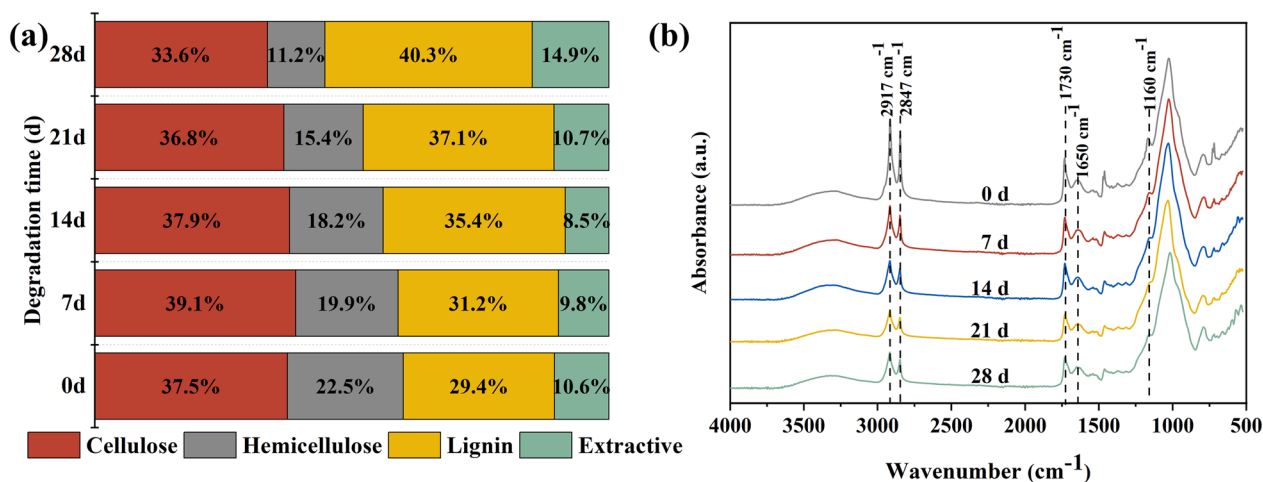 (a)
Degradation time (d)
28d
33.6% 11.2% 40.3% 14.9%
21d
36.8% 15.4% 37.1% 10.7%
14d
37.9% 18.2% 35.4% 8.5%
7d
39.1% 19.9% 31.2% 9.8%
0d
37.5% 22.5% 29.4% 10.6%
Cellulose Hemicellulose Lignin Extractive
(b)
Absorbance (a.u.)
2917 cm⁻¹
2847 cm⁻¹
1730 cm⁻¹
1650 cm⁻¹
1160 cm⁻¹
0 d
7 d
14 d
21 d
28 d
4000 3500 3000 2500 2000 1500 1000 500
Wavenumber (cm⁻¹)